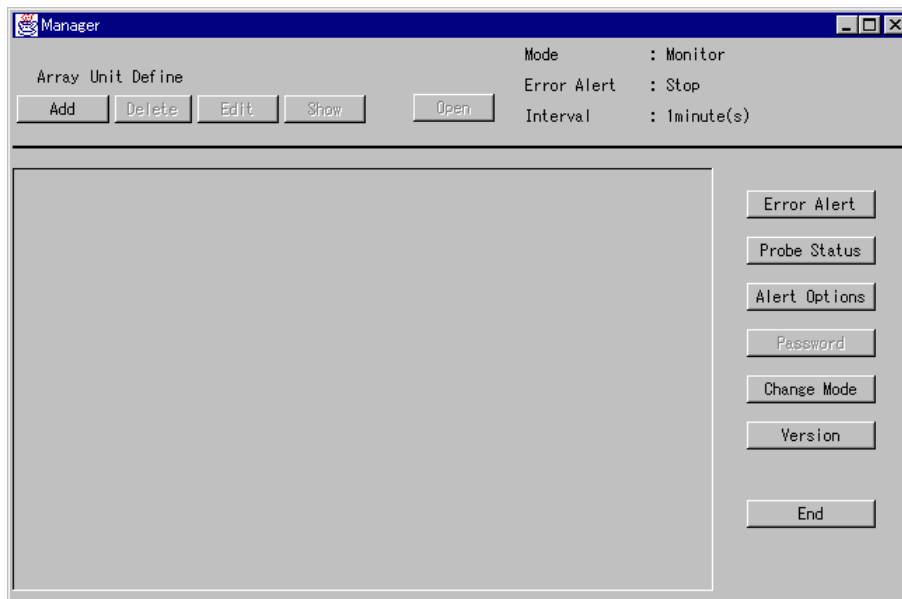 Manager
Mode : Monitor
Array Unit Define
Error Alert : Stop
Add Delete Edit Show Open
Interval : 1minute(s)
Error Alert
Probe Status
Alert Options
Password
Change Mode
Version
End